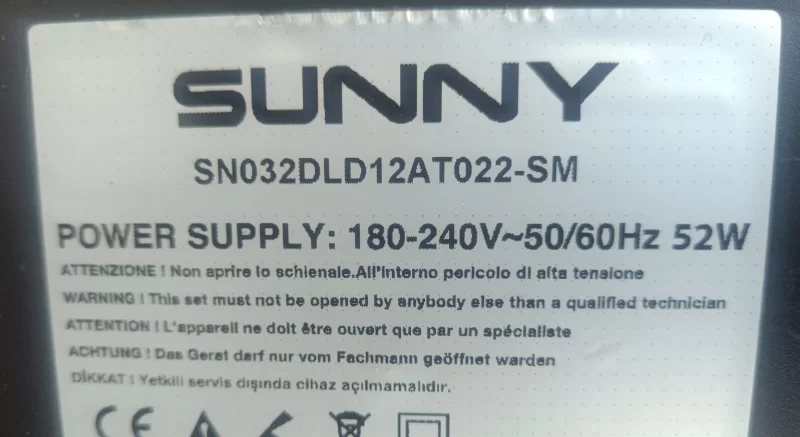 SUNNY
SN032DLD12AT022-SM
POWER SUPPLY: 180-240V~50/60Hz 52W
ATTENZIONE ! Non aprire lo schienale.All'interno pericolo di alta tensione
WARNING ! This set must not be opened by anybody else than a qualified technician
ATTENTION ! L'appareil ne doit être ouvert que par un spécialiste
ACHTUNG ! Das Gerat darf nur vom Fachmann geöffnet warden
DİKKAT ! Yetkili servis dışında cihaz açılmamalıdır.
CE